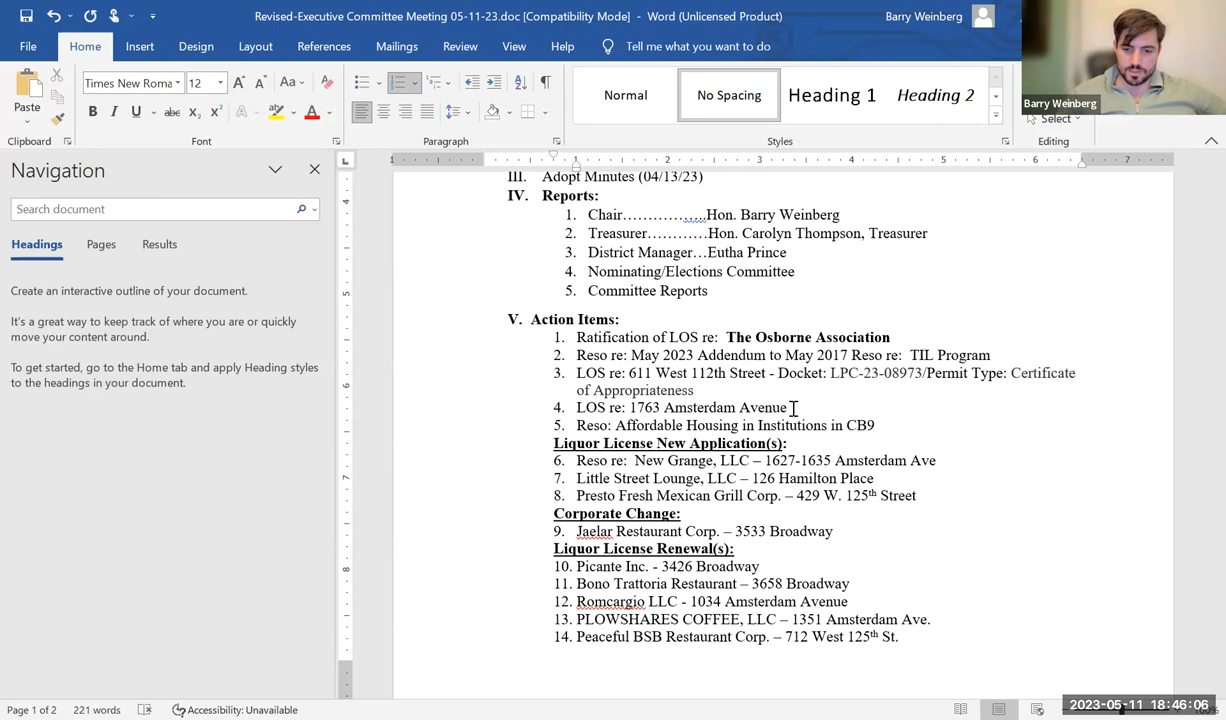 Revised-Executive Committee Meeting 05-11-23.doc [Compatibility Mode] - Word (Unlicensed Product)
Barry Weinberg
File Home Insert Design Layout References Mailings Review View Help Tell me what you want to do
Paste
Times New Roma 12
Normal No Spacing Heading 1 Heading 2
Barry Weinberg
Select
Clipboard Font Paragraph Styles Editing
Navigation
Search document
Headings Pages Results
Create an interactive outline of your document.
It's a great way to keep track of where you are or quickly
move your content around.
To get started, go to the Home tab and apply Heading styles
to the headings in your document.
III. Adopt Minutes (04/13/23)
IV. Reports:
1. Chair……………..…Hon. Barry Weinberg
2. Treasurer…………Hon. Carolyn Thompson, Treasurer
3. District Manager…Eutha Prince
4. Nominating/Elections Committee
5. Committee Reports
V. Action Items:
1. Ratification of LOS re: The Osborne Association
2. Reso re: May 2023 Addendum to May 2017 Reso re: TIL Program
3. LOS re: 611 West 112th Street - Docket: LPC-23-08973/Permit Type: Certificate
of Appropriateness
4. LOS re: 1763 Amsterdam Avenue
5. Reso: Affordable Housing in Institutions in CB9
Liquor License New Application(s):
6. Reso re: New Grange, LLC – 1627-1635 Amsterdam Ave
7. Little Street Lounge, LLC – 126 Hamilton Place
8. Presto Fresh Mexican Grill Corp. – 429 W. 125th Street
Corporate Change:
9. Jaelar Restaurant Corp. – 3533 Broadway
Liquor License Renewal(s):
10. Picante Inc. - 3426 Broadway
11. Bono Trattoria Restaurant – 3658 Broadway
12. Romcargio LLC - 1034 Amsterdam Avenue
13. PLOWSHARES COFFEE, LLC – 1351 Amsterdam Ave.
14. Peaceful BSB Restaurant Corp. – 712 West 125th St.
Page 1 of 2 221 words Accessibility: Unavailable
2023-05-11 18:46:06